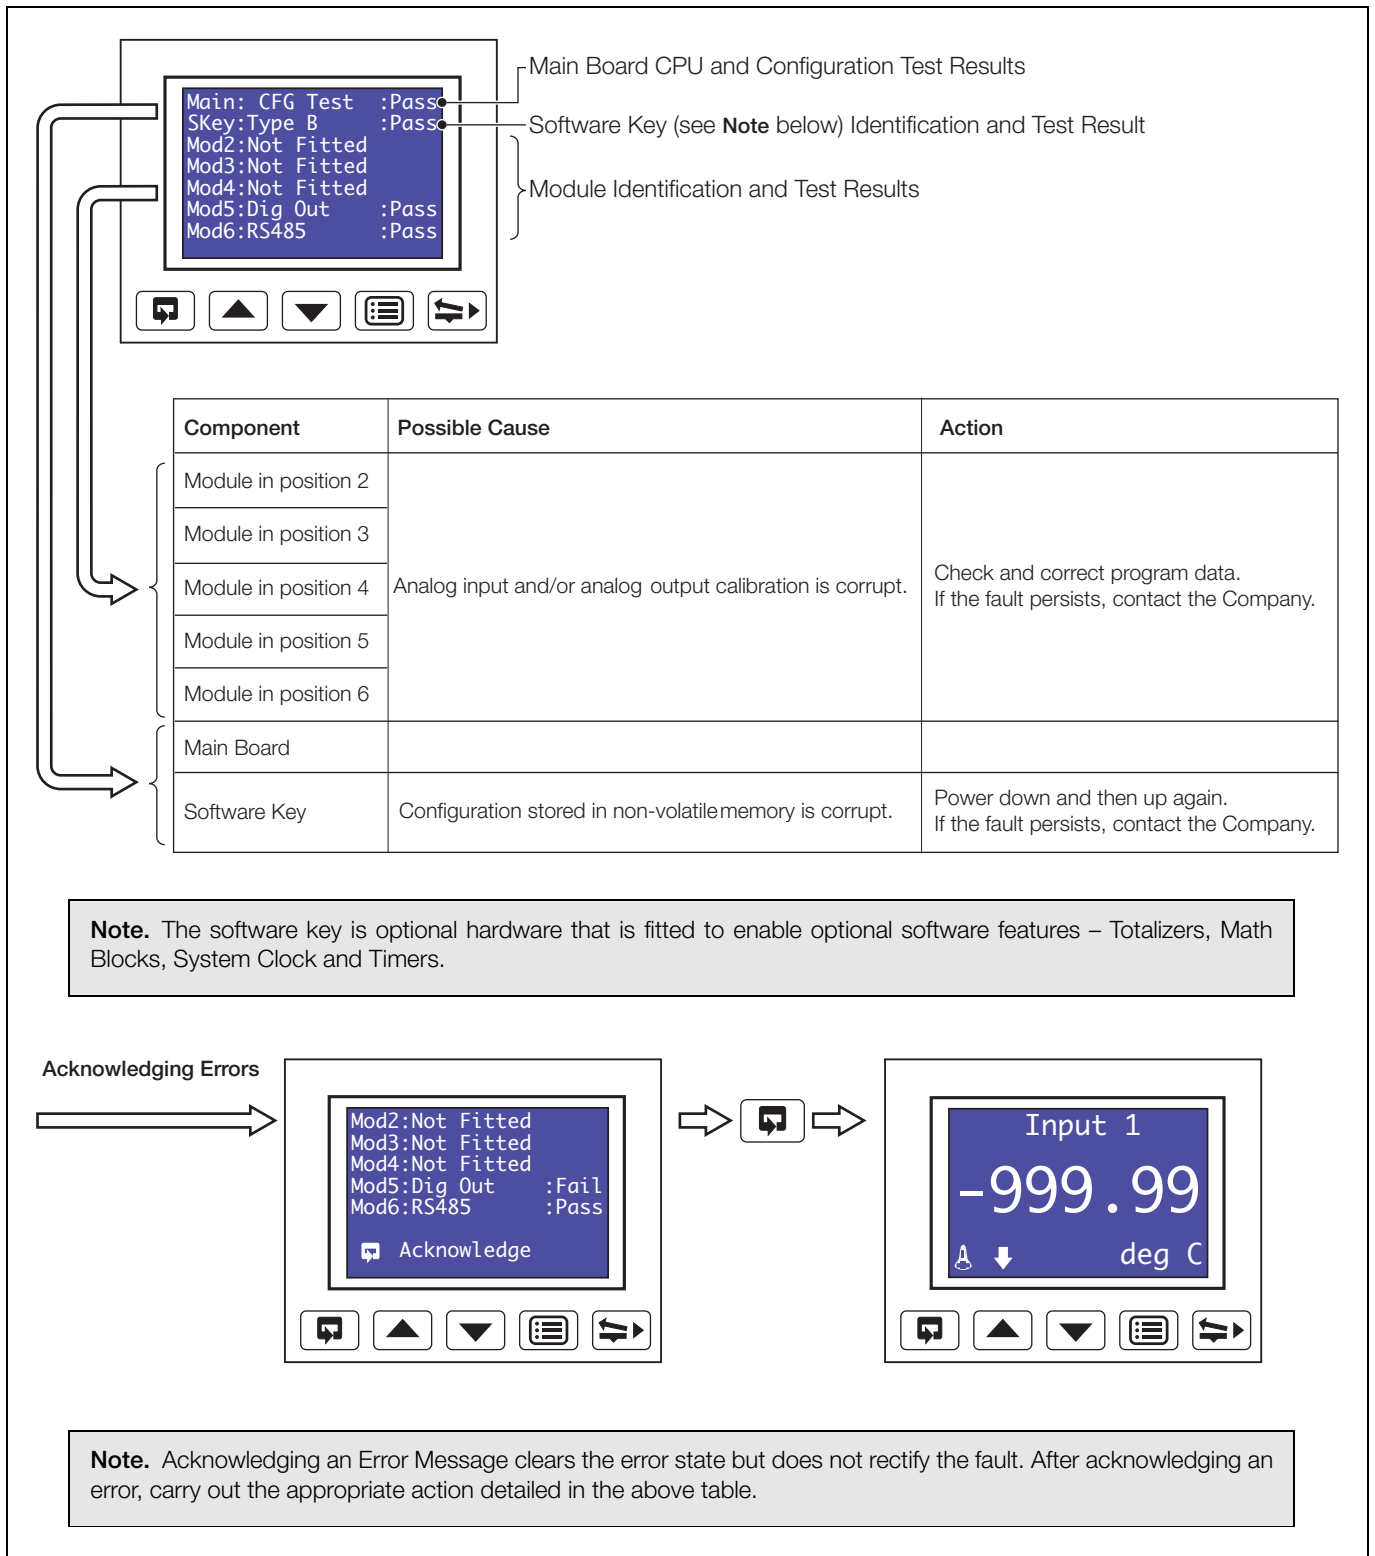 Main: CFG Test :Pass
SKey:Type B :Pass
Mod2:Not Fitted
Mod3:Not Fitted
Mod4:Not Fitted
Mod5:Dig Out :Pass
Mod6:RS485 :Pass
Main Board CPU and Configuration Test Results
Software Key (see Note below) Identification and Test Result
Module Identification and Test Results
Component Possible Cause Action
Module in position 2
Module in position 3
Module in position 4
Module in position 5
Module in position 6
Analog input and/or analog output calibration is corrupt.
Check and correct program data.
If the fault persists, contact the Company.
Main Board
Software Key
Configuration stored in non-volatile memory is corrupt.
Power down and then up again.
If the fault persists, contact the Company.
Note. The software key is optional hardware that is fitted to enable optional software features – Totalizers, Math
Blocks, System Clock and Timers.
Acknowledging Errors
Mod2:Not Fitted
Mod3:Not Fitted
Mod4:Not Fitted
Mod5:Dig Out :Fail
Mod6:RS485 :Pass
Acknowledge
Input 1
-999.99
deg C
Note. Acknowledging an Error Message clears the error state but does not rectify the fault. After acknowledging an
error, carry out the appropriate action detailed in the above table.